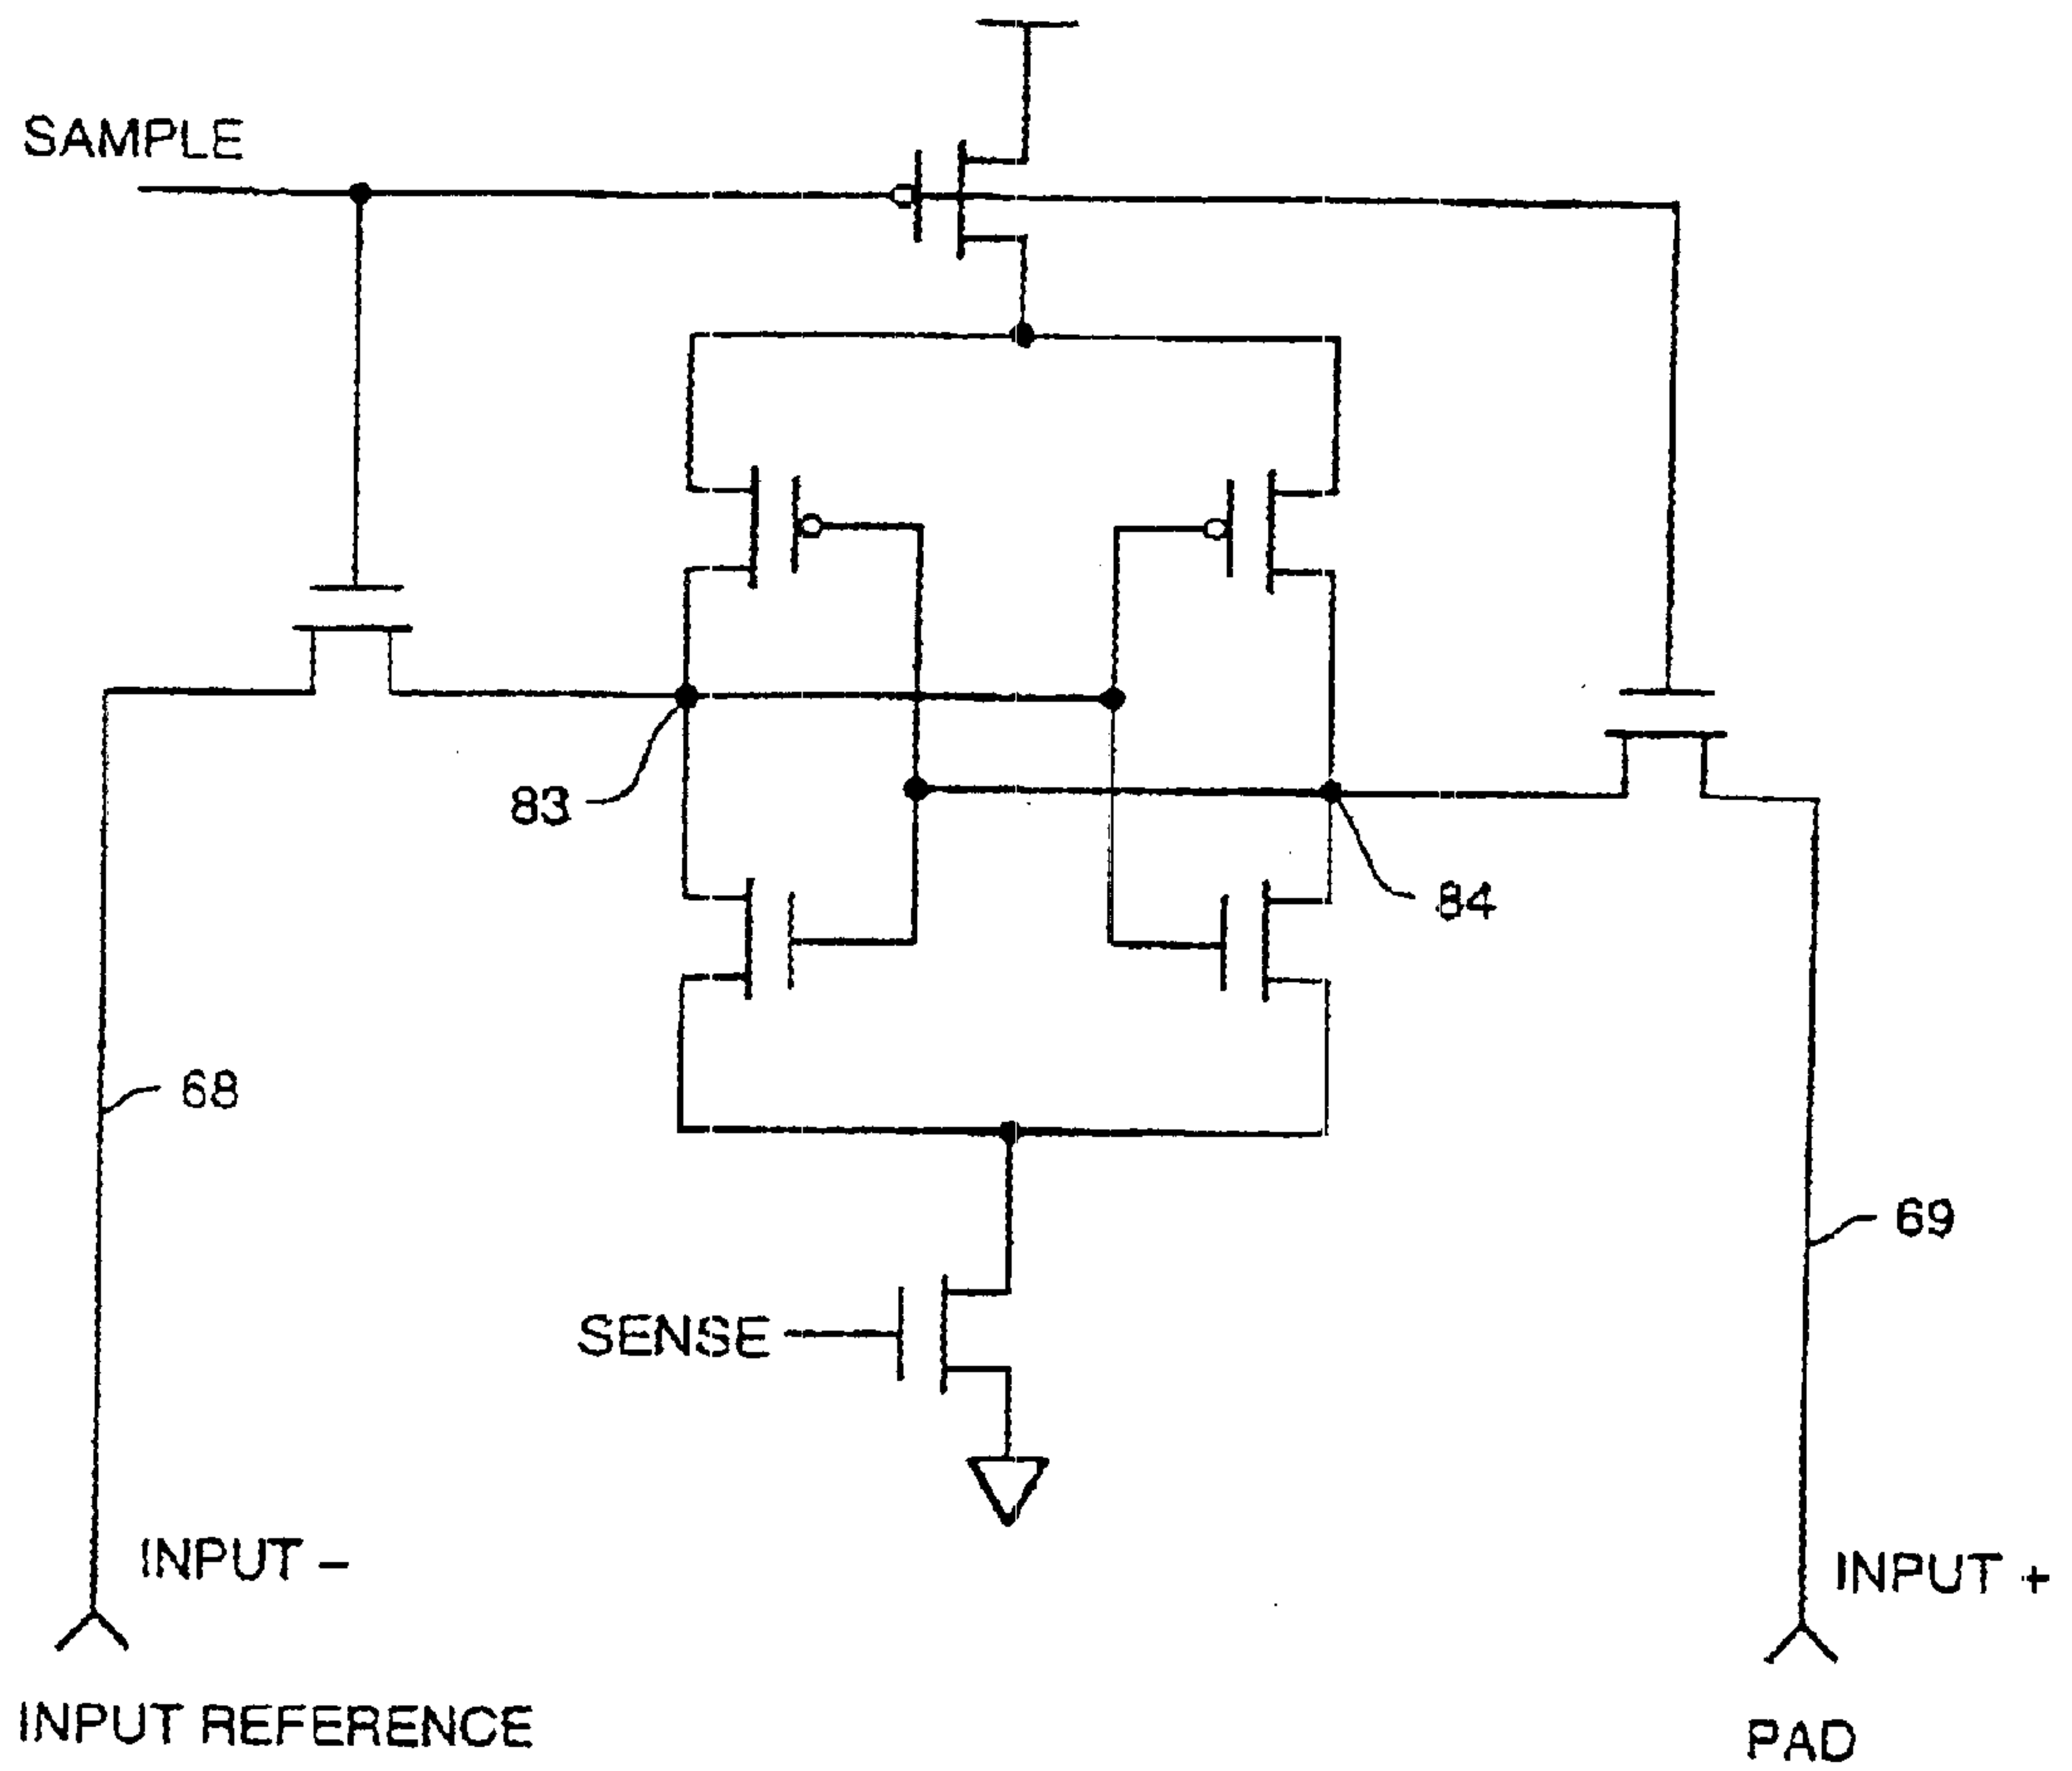 SAMPLE
83
84
68
69
SENSE
INPUT –
INPUT +
INPUT REFERENCE
PAD